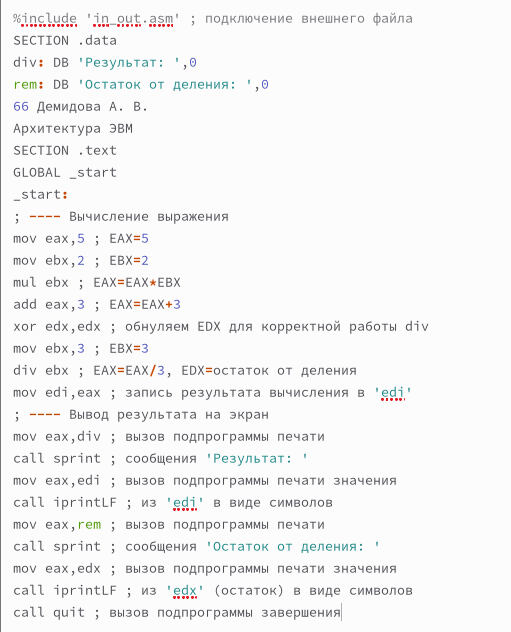 %include 'in_out.asm' ; подключение внешнего файла
SECTION .data
div: DB 'Результат: ',0
rem: DB 'Остаток от деления: ',0
66 Демидова А. В.
Архитектура ЭВМ
SECTION .text
GLOBAL _start
_start:
; ---- Вычисление выражения
mov eax,5 ; EAX=5
mov ebx,2 ; EBX=2
mul ebx ; EAX=EAX*EBX
add eax,3 ; EAX=EAX+3
xor edx,edx ; обнуляем EDX для корректной работы div
mov ebx,3 ; EBX=3
div ebx ; EAX=EAX/3, EDX=остаток от деления
mov edi,eax ; запись результата вычисления в 'edi'
; ---- Вывод результата на экран
mov eax,div ; вызов подпрограммы печати
call sprint ; сообщения 'Результат: '
mov eax,edi ; вызов подпрограммы печати значения
call iprintLF ; из 'edi' в виде символов
mov eax,rem ; вызов подпрограммы печати
call sprint ; сообщения 'Остаток от деления: '
mov eax,edx ; вызов подпрограммы печати значения
call iprintLF ; из 'edx' (остаток) в виде символов
call quit ; вызов подпрограммы завершения